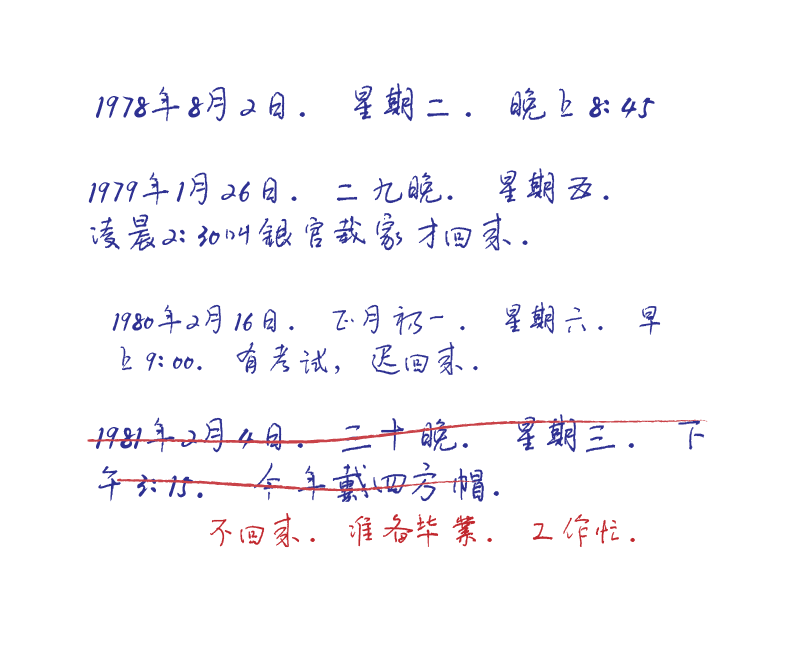 1978年8月2日. 星期二. 晚上8:45
1979年1月26日. 二九晚. 星期五.
凌晨2:30叫銀官載家才回来.
1980年2月16日. 正月初一. 星期六. 早
上9:00. 有考试, 迟回来.
1981年2月4日. 三十晚. 星期三. 下
午3:15. 今年戴四方帽.
不回来. 准备毕業. 工作忙.